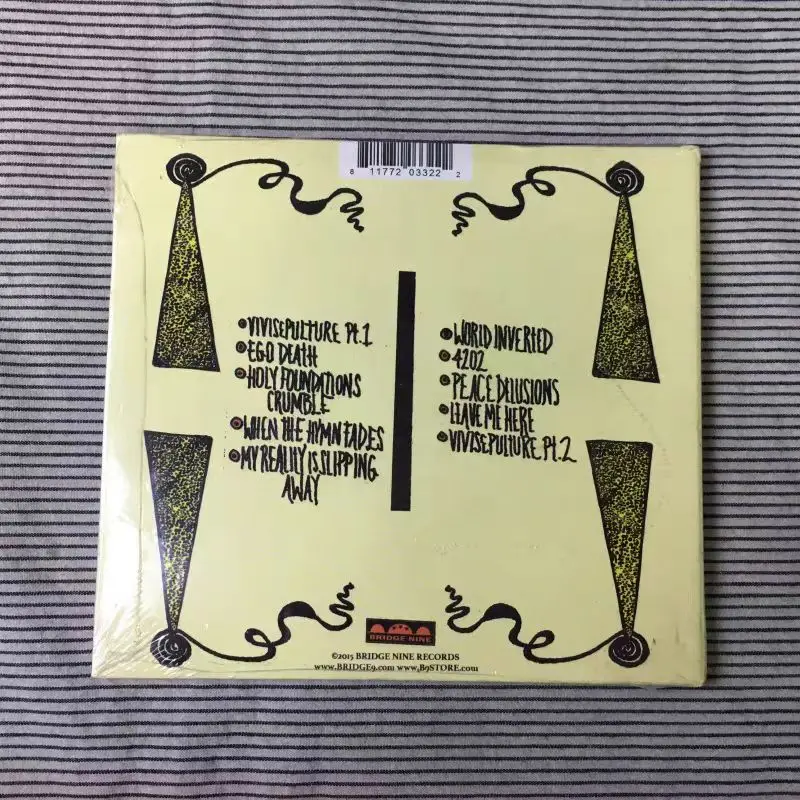 8 11772 03322 2
VIVISEPULTURE Pt.1
EGO DEATH
HOLY FOUNDATIONS
CRUMBLE
WHEN THE HYMN FADES
MY REALITY IS SLIPPING
AWAY
WORLD INVERTED
4202
PEACE DELUSIONS
LEAVE ME HERE
VIVISEPULTURE Pt.2
BRIDGE NINE
©2015 BRIDGE NINE RECORDS
www.BRIDGE9.com www.B9STORE.com